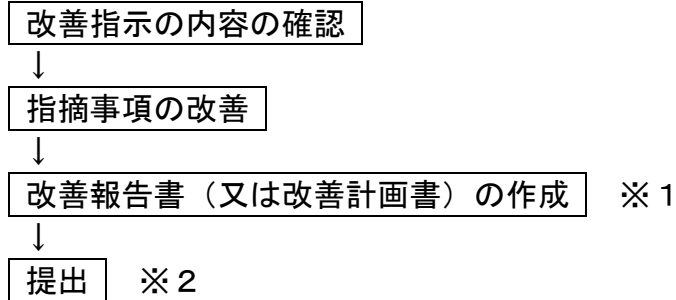 改善指示の内容の確認
↓
指摘事項の改善
↓
改善報告書（又は改善計画書）の作成　※１
↓
提出　※２